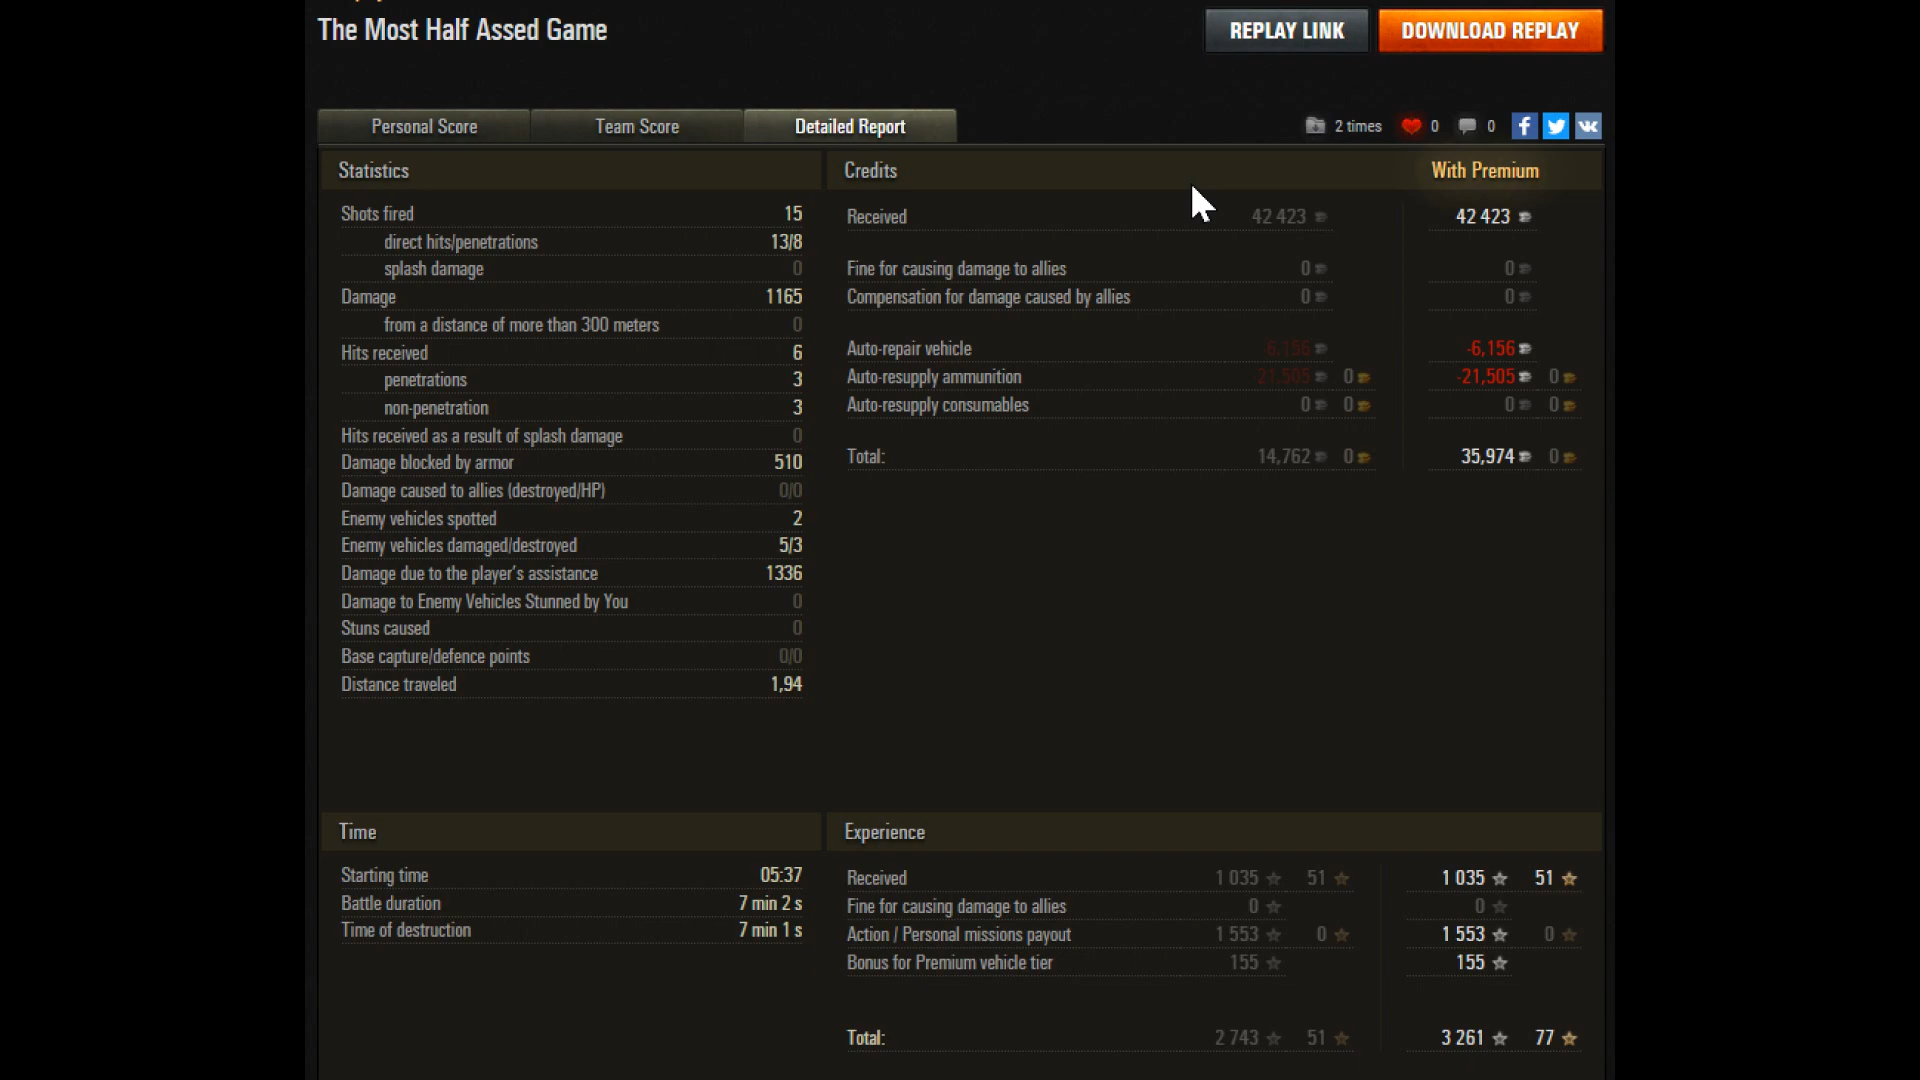 The Most Half Assed Game
REPLAY LINK
DOWNLOAD REPLAY
Personal Score
Team Score
Detailed Report
2 times
0
0
Statistics
Shots fired 15
direct hits/penetrations 13/8
splash damage 0
Damage 1165
from a distance of more than 300 meters 0
Hits received 6
penetrations 3
non-penetration 3
Hits received as a result of splash damage 0
Damage blocked by armor 510
Damage caused to allies (destroyed/HP) 0/0
Enemy vehicles spotted 2
Enemy vehicles damaged/destroyed 5/3
Damage due to the player's assistance 1336
Damage to Enemy Vehicles Stunned by You 0
Stuns caused 0
Base capture/defence points 0/0
Distance traveled 1,94
Credits With Premium
Received 42 423 42 423
Fine for causing damage to allies 0 0
Compensation for damage caused by allies 0 0
Auto-repair vehicle -6,156 -6,156
Auto-resupply ammunition -21,505 0 -21,505 0
Auto-resupply consumables 0 0 0 0
Total: 14,762 0 35,974 0
Time
Starting time 05:37
Battle duration 7 min 2 s
Time of destruction 7 min 1 s
Experience
Received 1 035 51 1 035 51
Fine for causing damage to allies 0 0
Action / Personal missions payout 1 553 0 1 553 0
Bonus for Premium vehicle tier 155 155
Total: 2 743 51 3 261 77